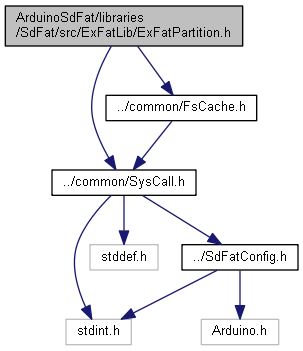 ArduinoSdFat/libraries
/SdFat/src/ExFatLib/ExFatPartition.h
../common/FsCache.h
../common/SysCall.h
stddef.h
../SdFatConfig.h
stdint.h
Arduino.h